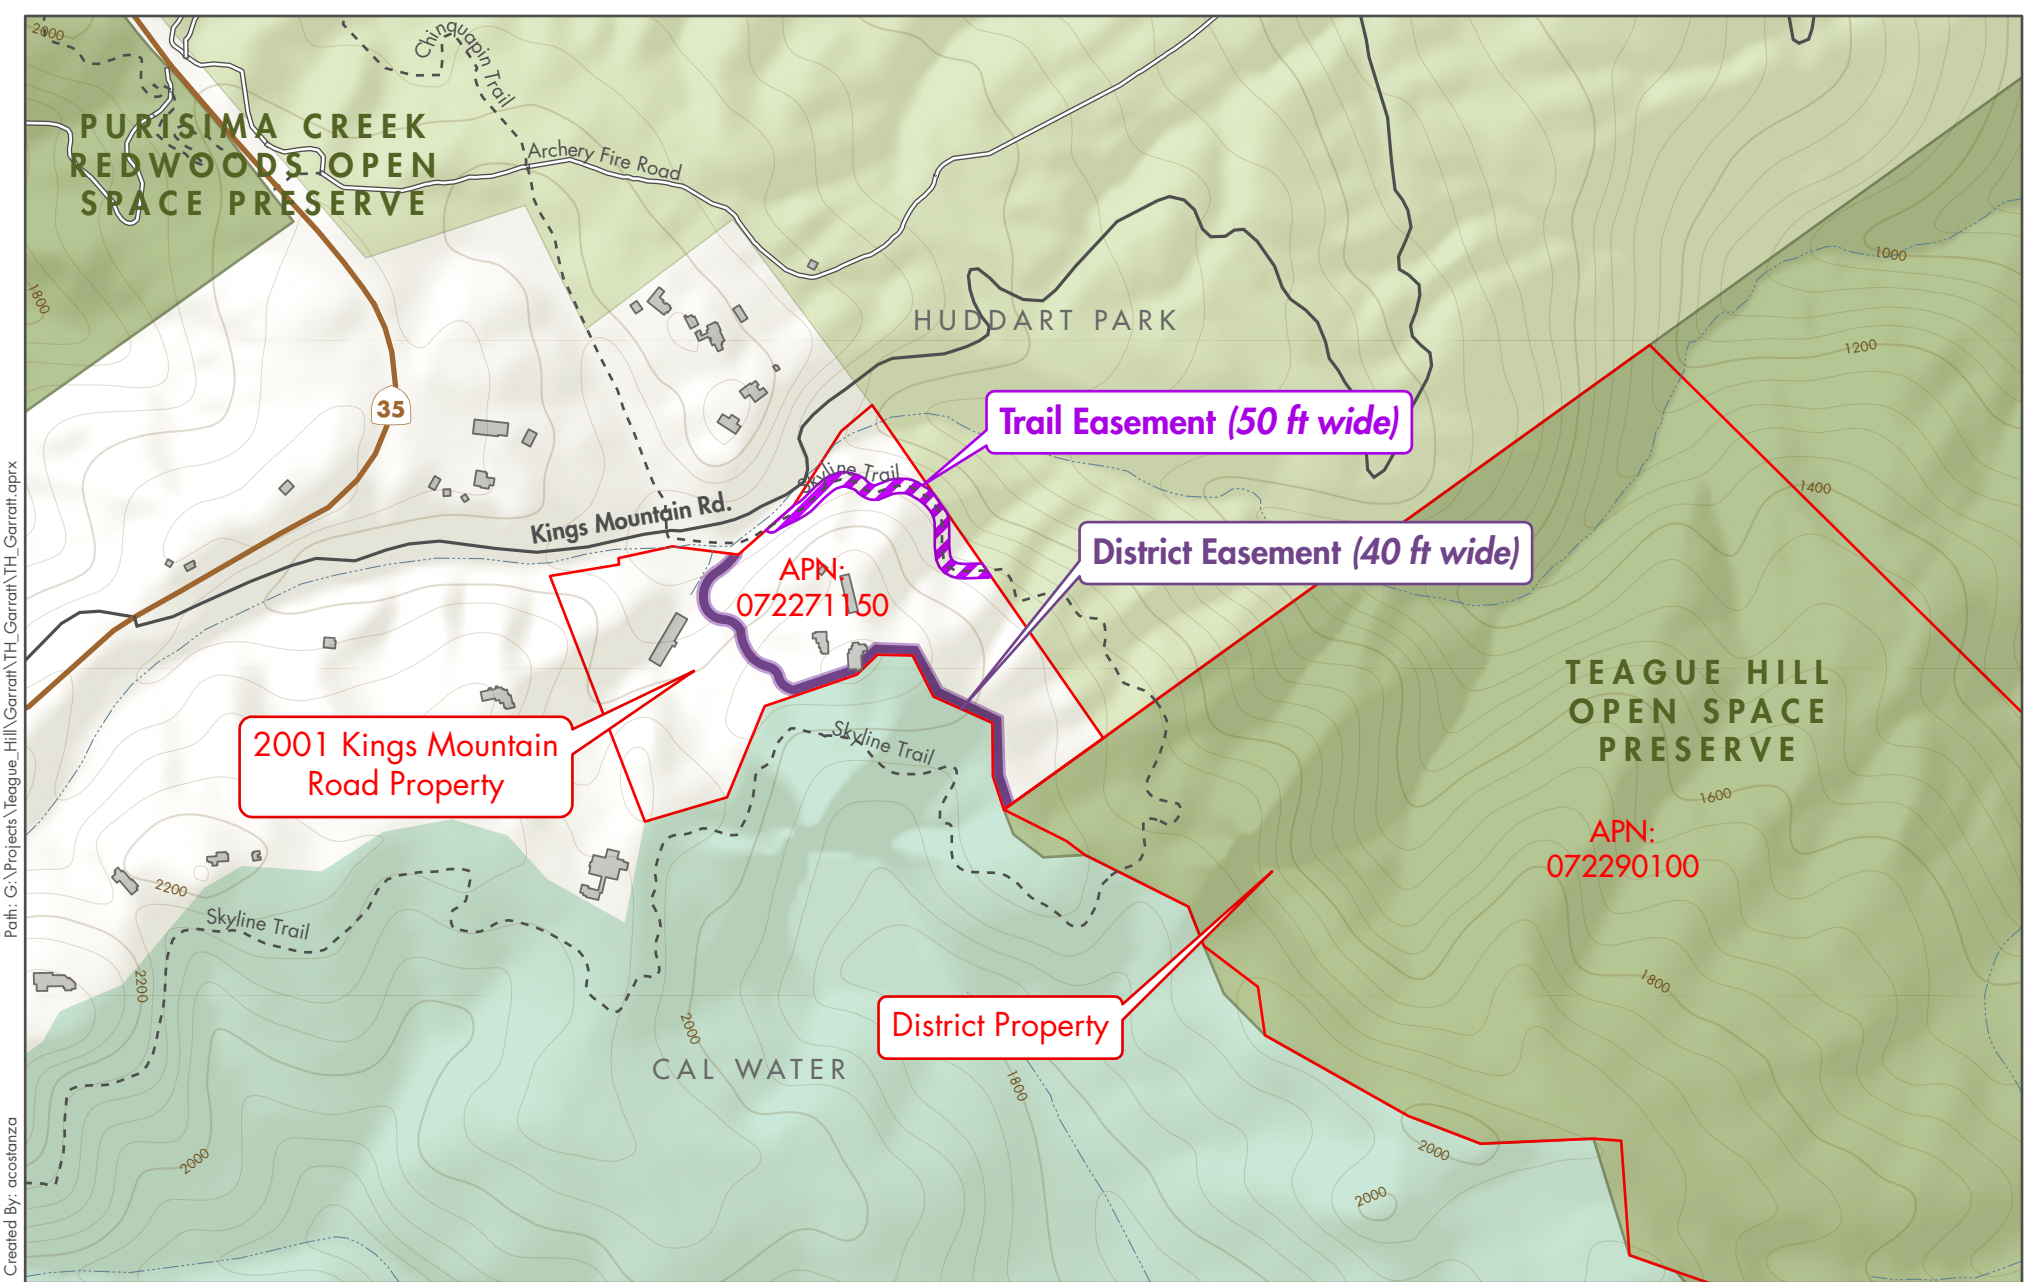 2000
Chinquapin Trail
PURISIMA CREEK
REDWOODS OPEN
SPACE PRESERVE
Archery Fire Road
1000
1800
HUDDART PARK
1200
35
Trail Easement (50 ft wide)
Skyline Trail
1400
Kings Mountain Rd.
District Easement (40 ft wide)
APN:
072271150
TEAGUE HILL
OPEN SPACE
PRESERVE
2001 Kings Mountain
Road Property
Skyline Trail
1600
APN:
072290100
2200
Skyline Trail
2200
1800
District Property
2000
CAL WATER
1800
2000
2000
2000
Path: G:\Projects\Teague_Hill\Garratt\TH_Garratt\TH_Garratt.aprx
Created By: acostanza